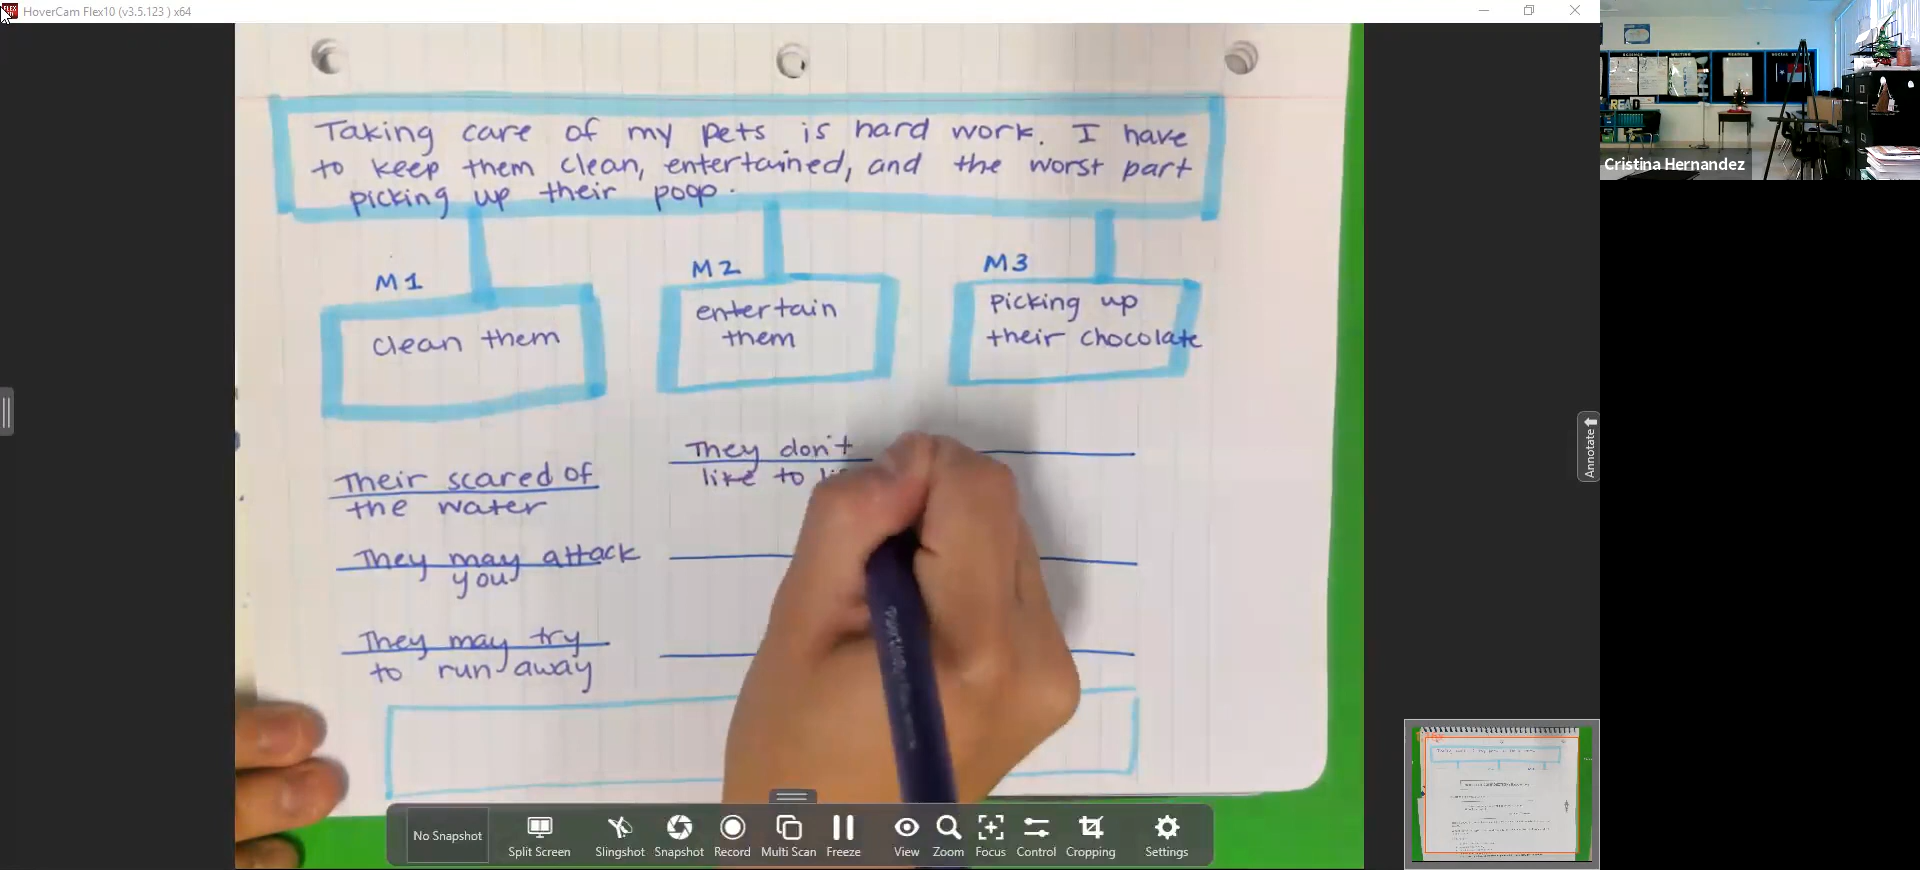 HoverCam Flex10 (v3.5.123 ) x64
Taking care of my pets is hard work. I have
to keep them clean, entertained, and the worst part
picking up their poop.
M1
M2
M3
clean them
entertain
them
Picking up
their chocolate
Their scared of
the water
They may attack
you
They may try
to run away
They don't
like to
Cristina Hernandez
READ
Annotate
No Snapshot
Split Screen
Slingshot
Snapshot
Record
Multi Scan
Freeze
View
Zoom
Focus
Control
Cropping
Settings